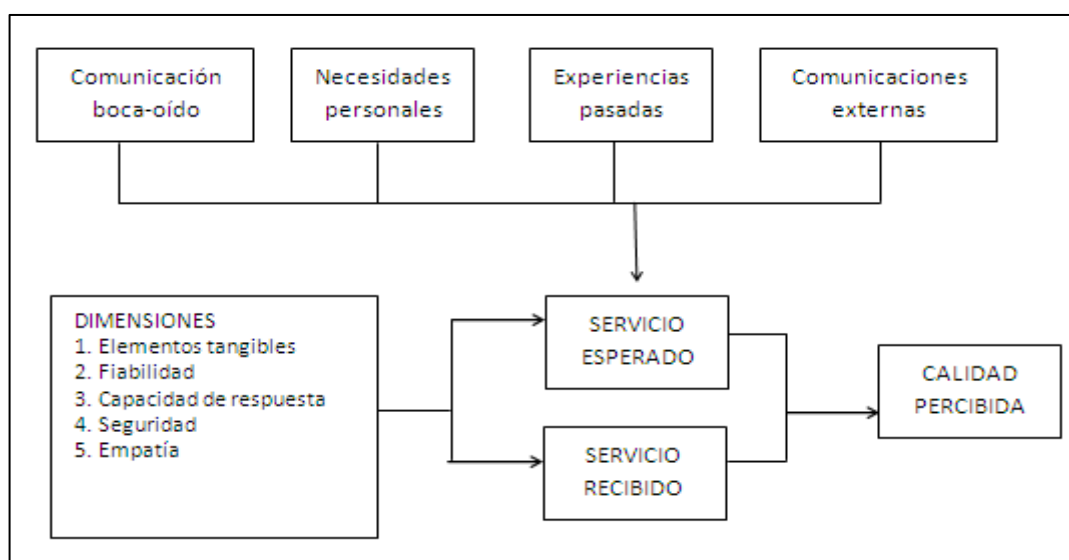 Comunicación
boca-oído
Necesidades
personales
Experiencias
pasadas
Comunicaciones
externas
DIMENSIONES
1. Elementos tangibles
2. Fiabilidad
3. Capacidad de respuesta
4. Seguridad
5. Empatía
SERVICIO
ESPERADO
SERVICIO
RECIBIDO
CALIDAD
PERCIBIDA